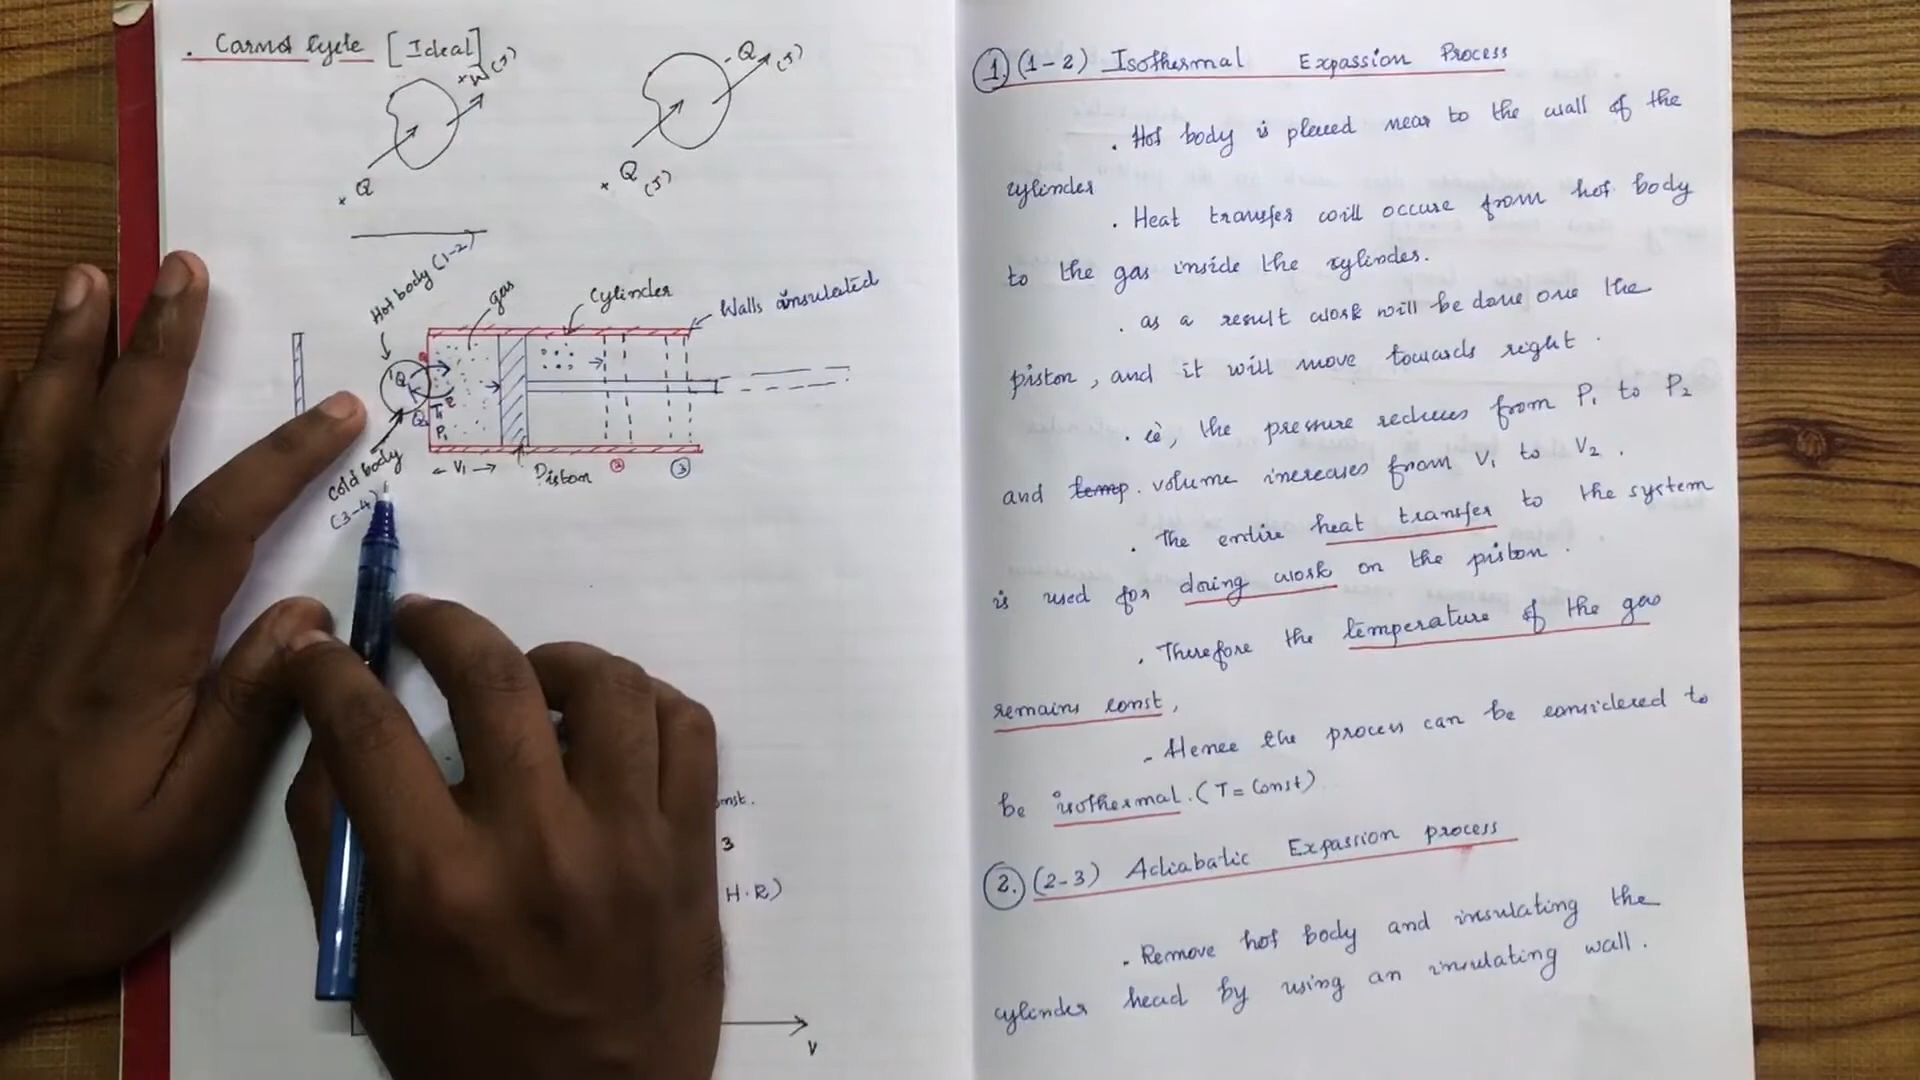 . Carnot Cycle [Ideal]
+W (J)
+ Q
- Q (J)
+ Q (J)
Hot body (1-2)
gas
Cylinder
Walls insulated
Q
T1
P1
Cold body
(3-4)
← V1 →
Piston
②
③
onst.
3
H.R)
V
①. (1-2) Isothermal Expassion Process
. Hot body is placed near to the wall of the
cylinder
. Heat transfer will occure from hot body
to the gas inside the cylinder.
. as a result work will be done one the
piston, and it will move towards right.
. ie, the pressure reduces from P1 to P2
and temp. volume increases from V1 to V2.
. The entire heat transfer to the system
is used for doing work on the piston.
. Therefore the temperature of the gas
remains const,
- Hence the process can be considered to
be isothermal. (T = Const)
②. (2-3) Adiabatic Expassion process
. Remove hot body and insulating the
cylinder head by using an insulating wall.